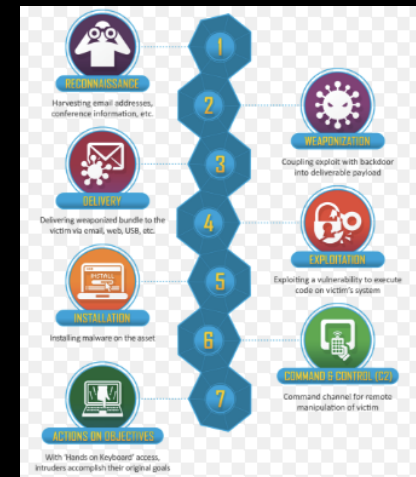 1
RECONNAISSANCE
Harvesting email addresses,
conference information, etc.
2
WEAPONIZATION
Coupling exploit with backdoor
into deliverable payload
3
DELIVERY
Delivering weaponized bundle to the
victim via email, web, USB, etc.
4
EXPLOITATION
Exploiting a vulnerability to execute
code on victim's system
5
INSTALL
INSTALLATION
Installing malware on the asset
6
COMMAND & CONTROL (C2)
Command channel for remote
manipulation of victim
7
ACTIONS ON OBJECTIVES
With 'Hands on Keyboard' access,
intruders accomplish their original goals